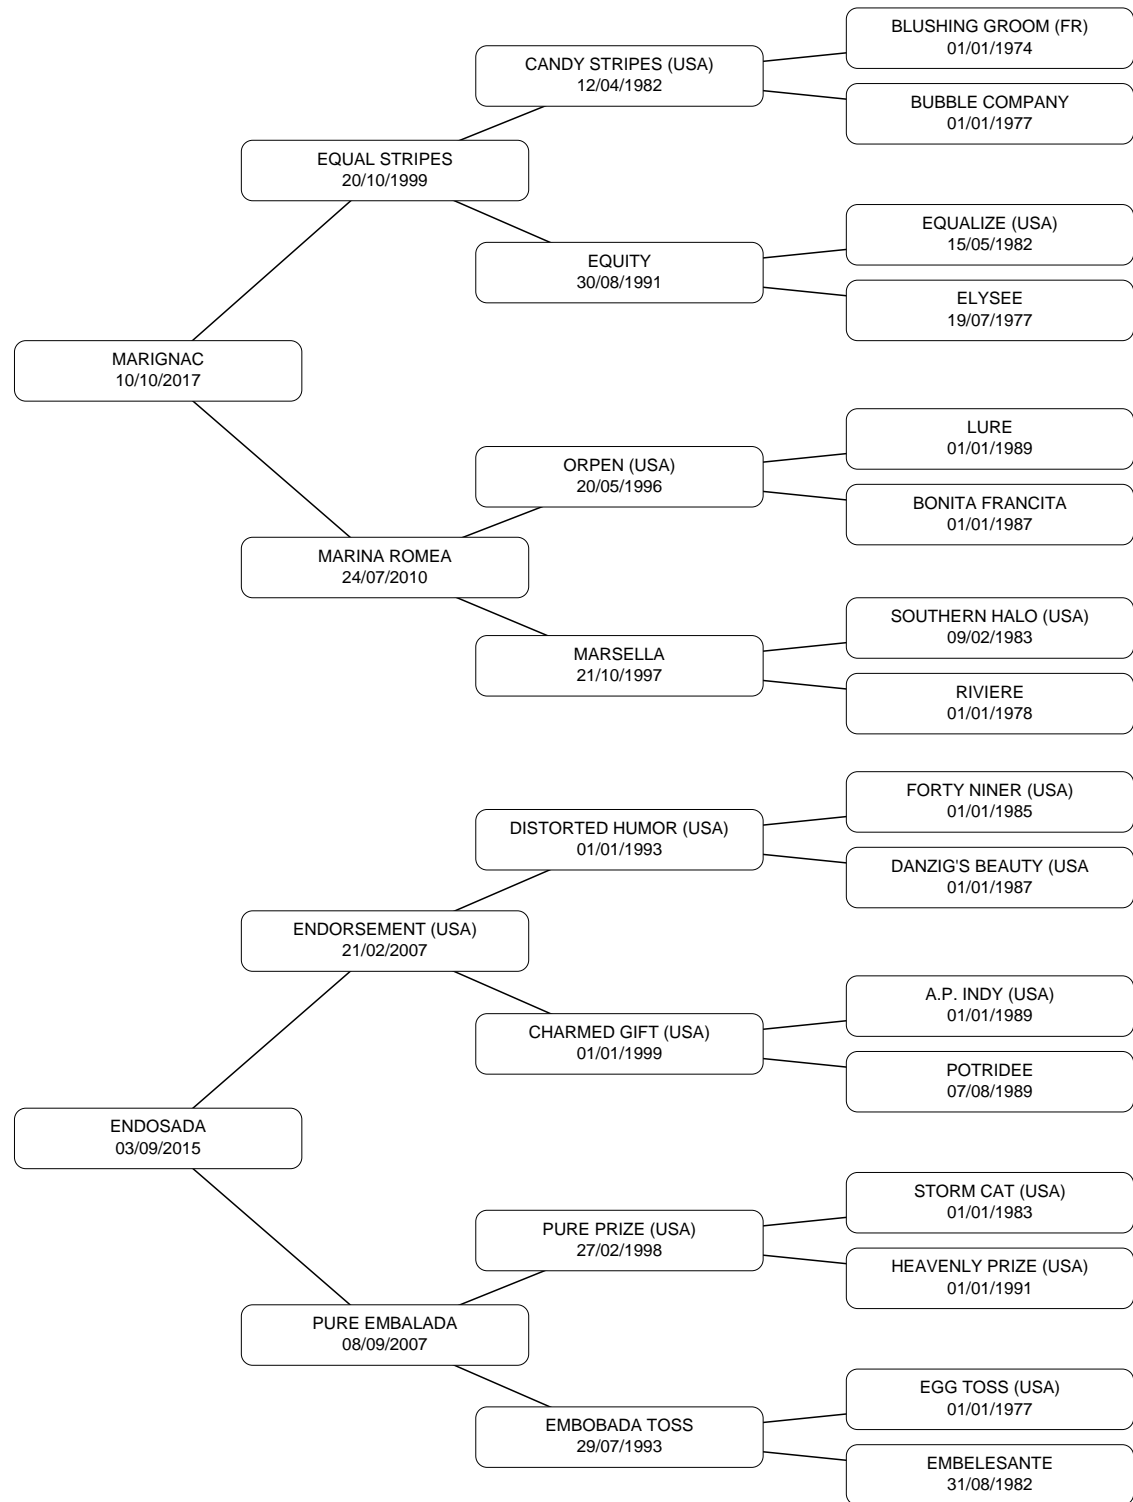 BLUSHING GROOM (FR)
01/01/1974
CANDY STRIPES (USA)
12/04/1982
BUBBLE COMPANY
01/01/1977
EQUAL STRIPES
20/10/1999
EQUALIZE (USA)
15/05/1982
EQUITY
30/08/1991
ELYSEE
19/07/1977
MARIGNAC
10/10/2017
LURE
01/01/1989
ORPEN (USA)
20/05/1996
BONITA FRANCITA
01/01/1987
MARINA ROMEA
24/07/2010
SOUTHERN HALO (USA)
09/02/1983
MARSELLA
21/10/1997
RIVIERE
01/01/1978
FORTY NINER (USA)
01/01/1985
DISTORTED HUMOR (USA)
01/01/1993
DANZIG'S BEAUTY (USA
01/01/1987
ENDORSEMENT (USA)
21/02/2007
A.P. INDY (USA)
01/01/1989
CHARMED GIFT (USA)
01/01/1999
POTRIDEE
07/08/1989
ENDOSADA
03/09/2015
STORM CAT (USA)
01/01/1983
PURE PRIZE (USA)
27/02/1998
HEAVENLY PRIZE (USA)
01/01/1991
PURE EMBALADA
08/09/2007
EGG TOSS (USA)
01/01/1977
EMBOBADA TOSS
29/07/1993
EMBELESANTE
31/08/1982